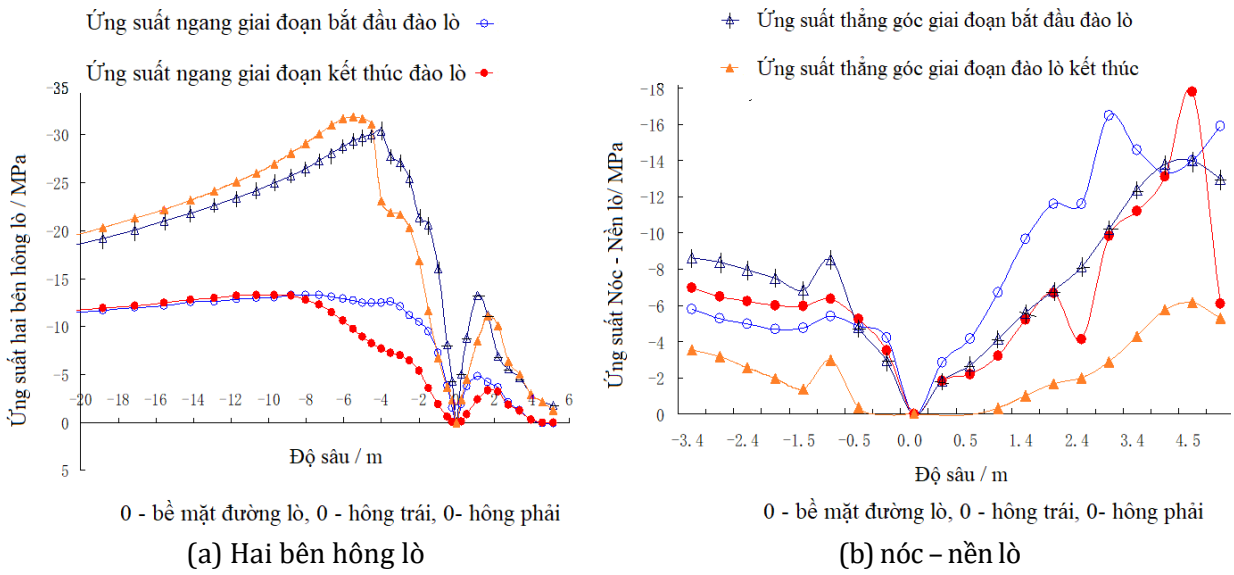 Ứng suất ngang giai đoạn bắt đầu đào lò
Ứng suất ngang giai đoạn kết thúc đào lò
Ứng suất thẳng góc giai đoạn bắt đầu đào lò
Ứng suất thẳng góc giai đoạn đào lò kết thúc
Ứng suất hai bên hông lò / MPa
-35
-30
-25
-20
-15
-10
-5
0
5
-20 -18 -16 -14 -12 -10 -8 -6 -4 -2 0 2 4 6
Độ sâu / m
0 - bề mặt đường lò, 0 - hông trái, 0- hông phải
(a) Hai bên hông lò
Ứng suất Nóc - Nền lò/ MPa
-18
-16
-14
-12
-10
-8
-6
-4
-2
0
-3.4 -2.4 -1.5 -0.5 0.0 0.5 1.4 2.4 3.4 4.5
Độ sâu / m
0 - bề mặt đường lò, 0 - hông trái, 0- hông phải
(b) nóc – nền lò